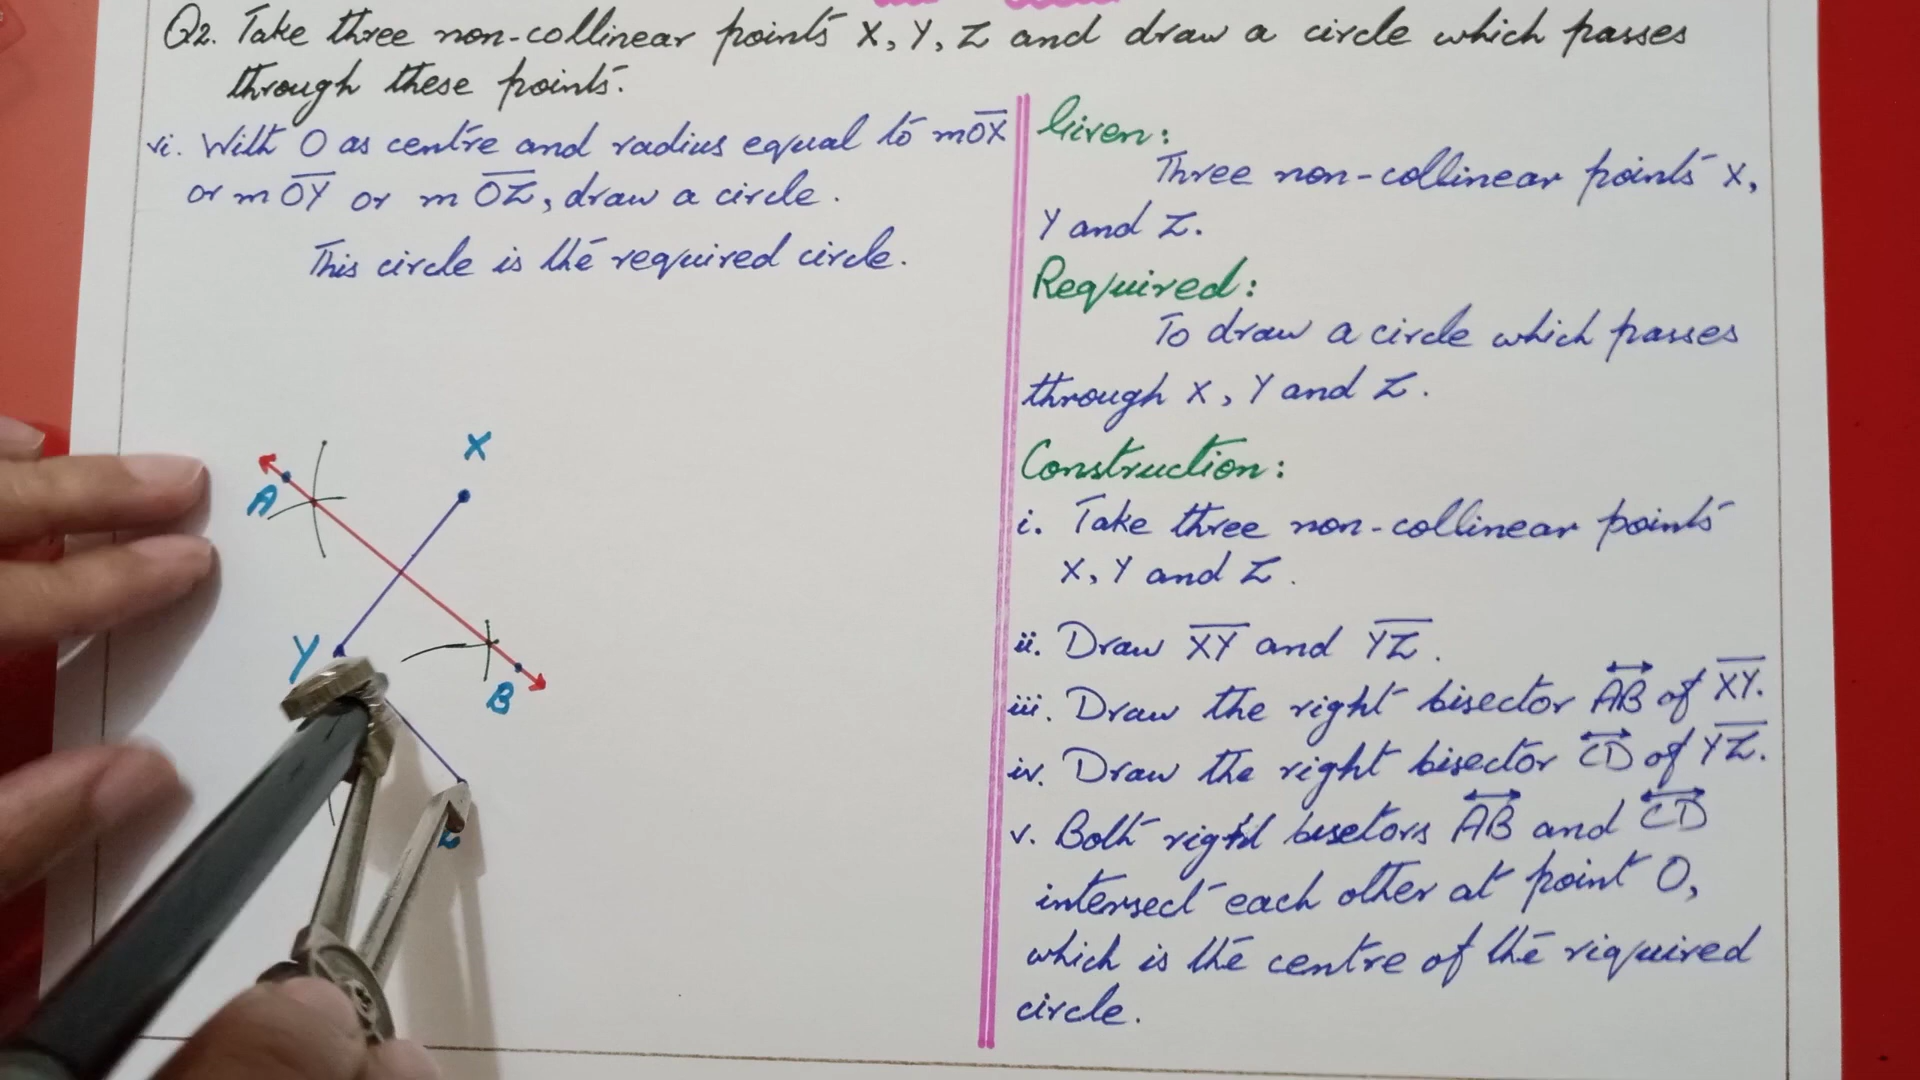 Q2. Take three non-collinear points X, Y, Z and draw a circle which passes
through these points.
vi. With O as centre and radius equal to mOX
or mOY or mOZ, draw a circle.
This circle is the required circle.
X
A
Y
B
Given:
Three non-collinear points X,
Y and Z.
Required:
To draw a circle which passes
through X, Y and Z.
Construction:
i. Take three non-collinear points
X, Y and Z.
ii. Draw XY and YZ.
iii. Draw the right bisector AB of XY.
iv. Draw the right bisector CD of YZ.
v. Both bisetors AB and CD
intersect each other at point O,
which is the centre of the riquired
circle.